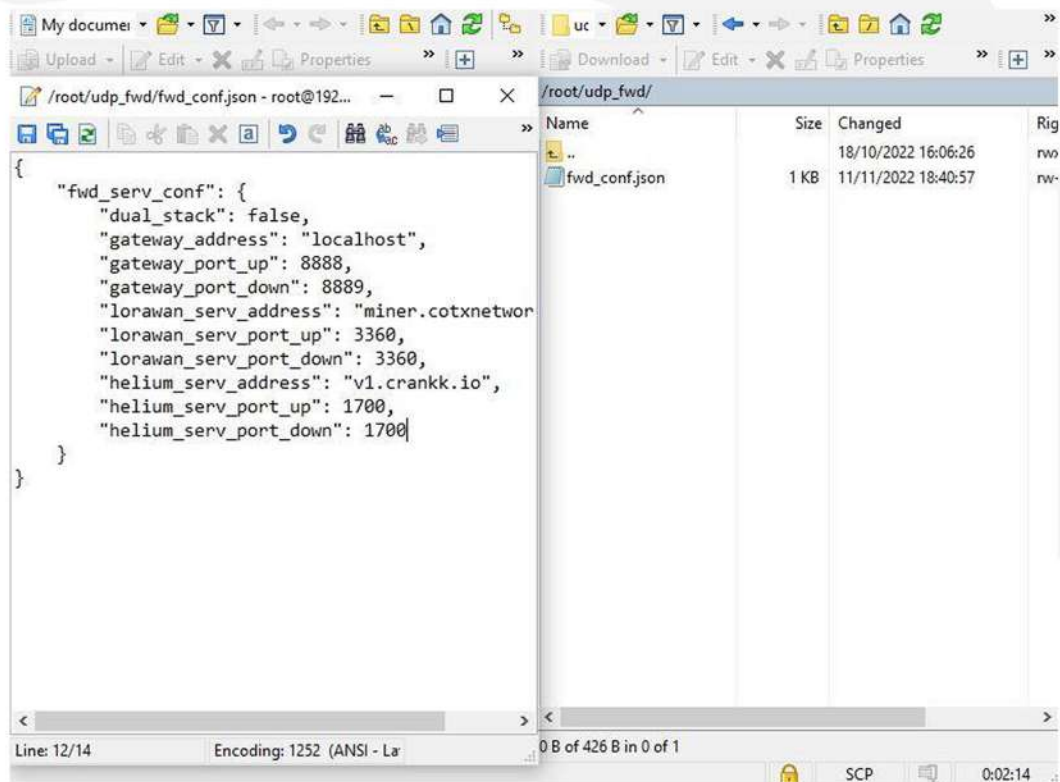 My documer
Upload Edit Properties » »
/root/udp_fwd/fwd_conf.json - root@192...
»
{
"fwd_serv_conf": {
"dual_stack": false,
"gateway_address": "localhost",
"gateway_port_up": 8888,
"gateway_port_down": 8889,
"lorawan_serv_address": "miner.cotxnetwor
"lorawan_serv_port_up": 3360,
"lorawan_serv_port_down": 3360,
"helium_serv_address": "v1.crankk.io",
"helium_serv_port_up": 1700,
"helium_serv_port_down": 1700
}
}
Line: 12/14 Encoding: 1252 (ANSI - La
uc »
Download Edit Properties » »
/root/udp_fwd/
Name Size Changed Rig
.. 18/10/2022 16:06:26 rwx
fwd_conf.json 1 KB 11/11/2022 18:40:57 rw-
0 B of 426 B in 0 of 1
SCP 0:02:14